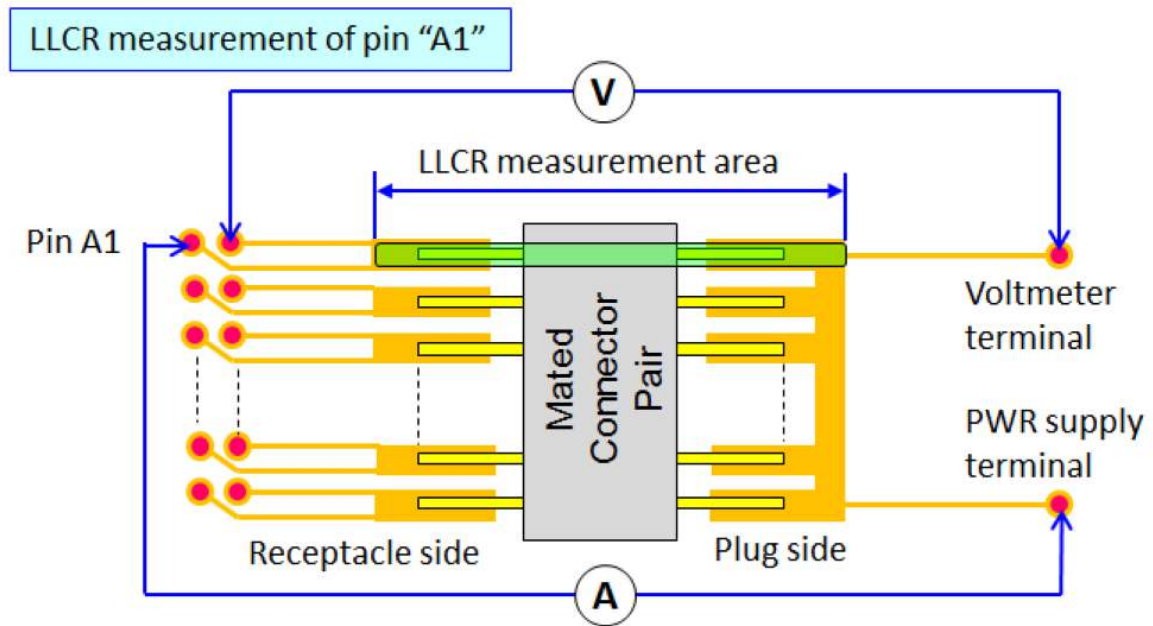 LLCR measurement of pin “A1”
V
LLCR measurement area
Pin A1
Mated
Connector
Pair
Voltmeter
terminal
PWR supply
terminal
Receptacle side
Plug side
A